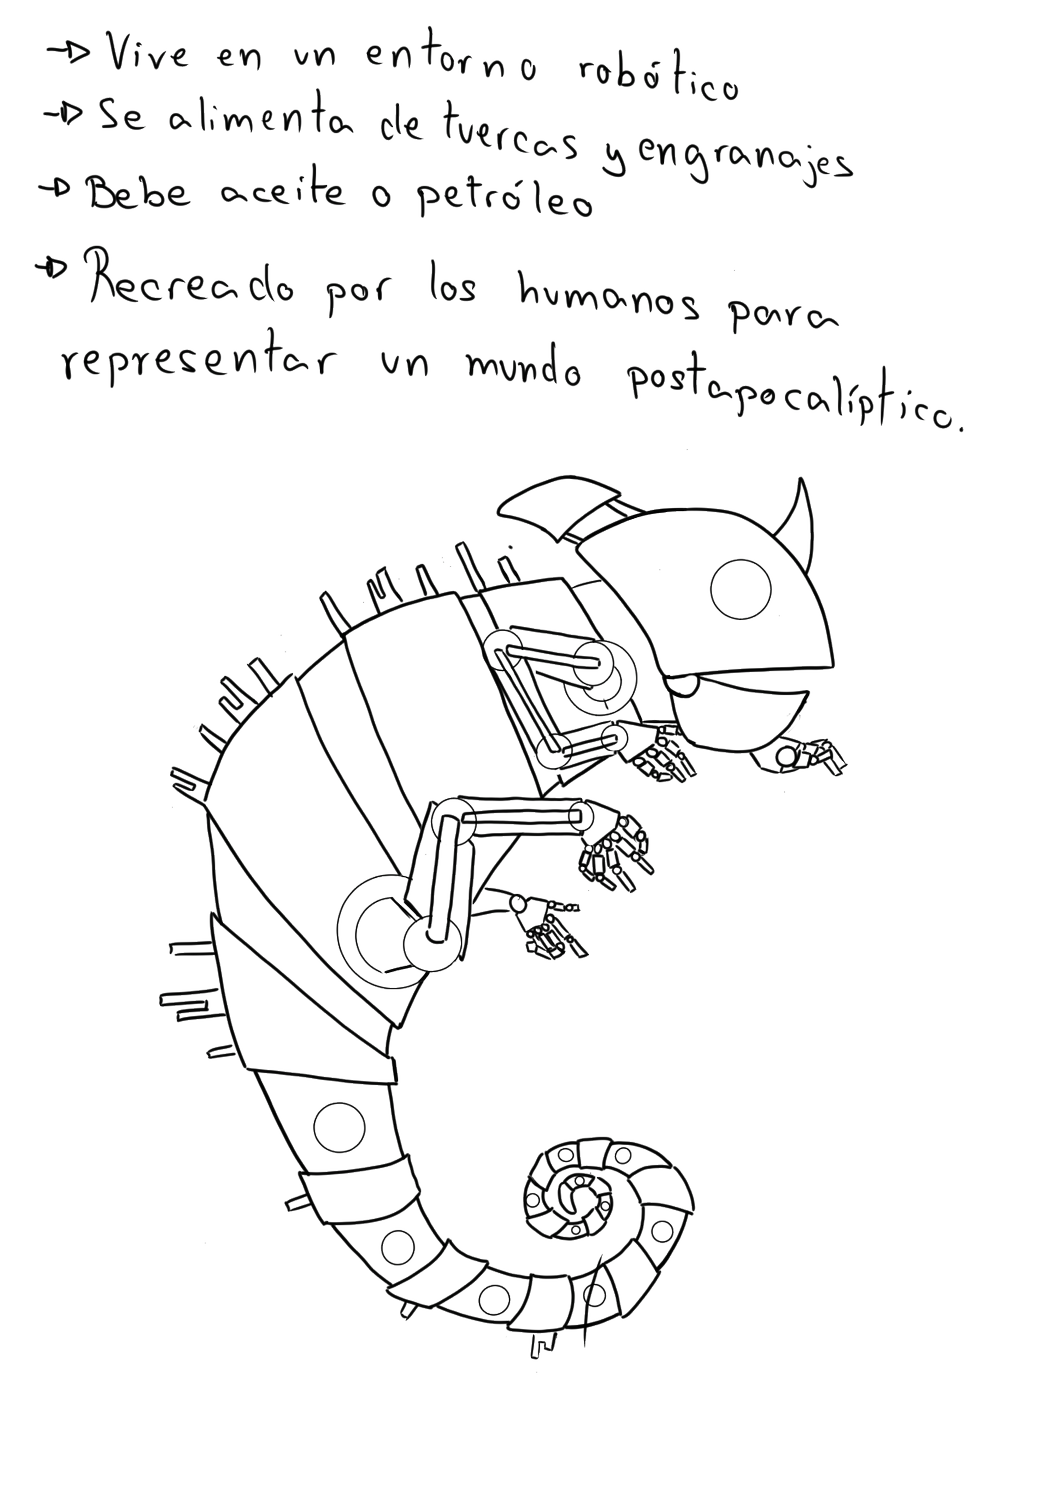 → Vive en un entorno robótico
→ Se alimenta de tuercas y engranajes
→ Bebe aceite o petróleo
→ Recreado por los humanos para
representar un mundo postapocalíptico.